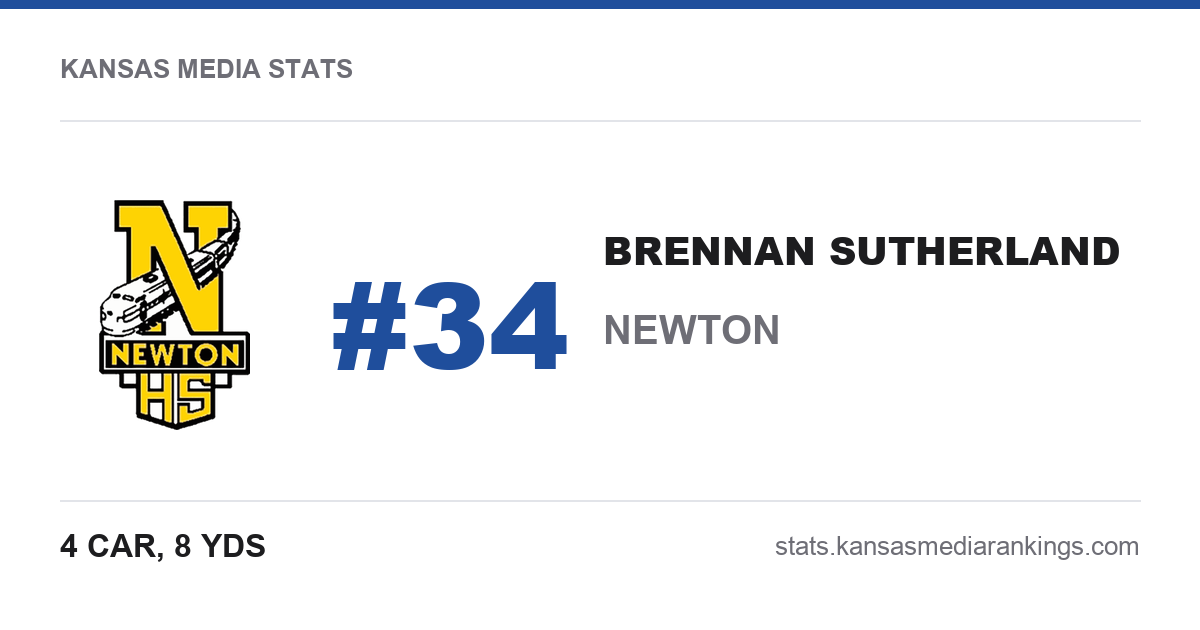 KANSAS MEDIA STATS
N
NEWTON
HS
#34
BRENNAN SUTHERLAND
NEWTON
4 CAR, 8 YDS
stats.kansasmediarankings.com